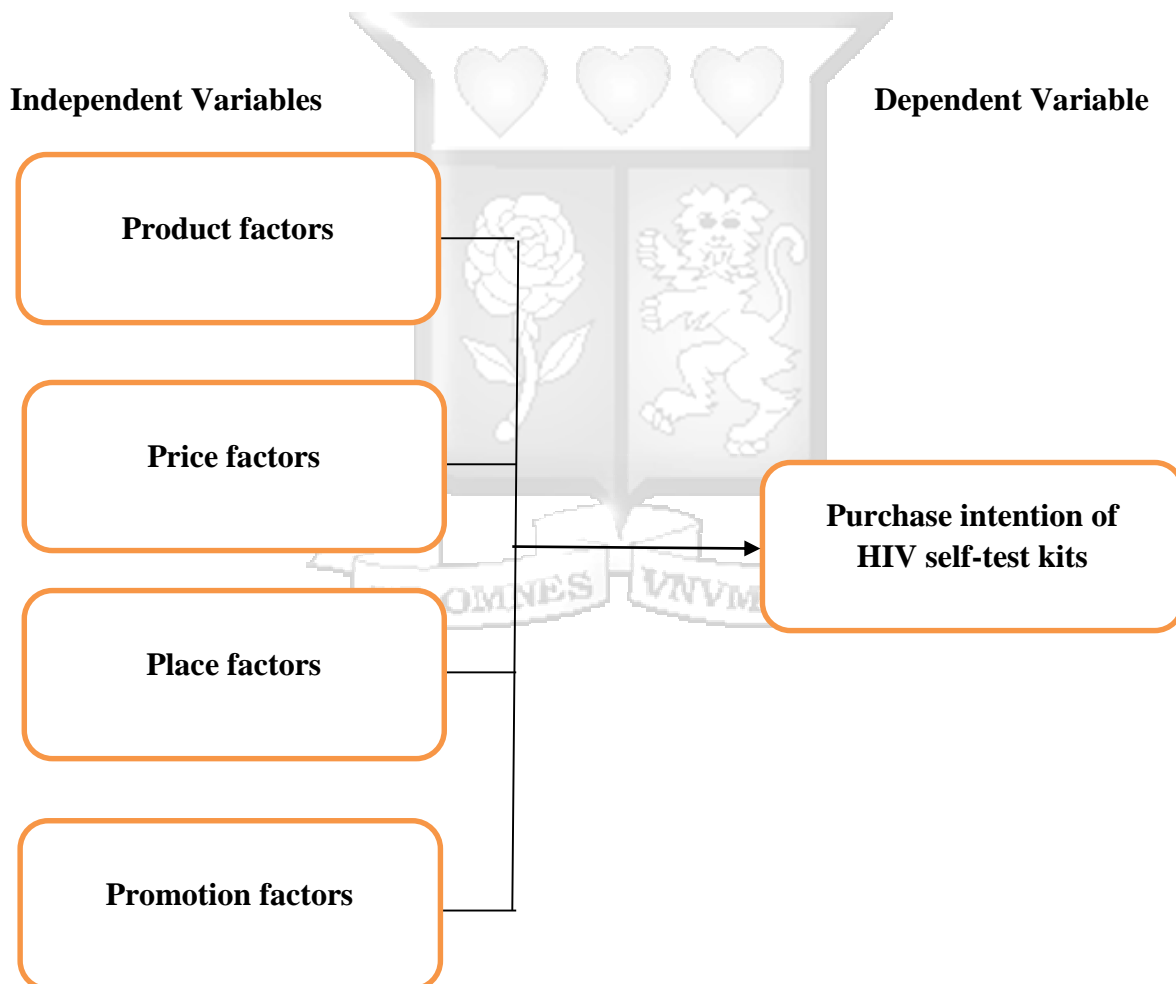 Independent Variables
Dependent Variable
Product factors
Price factors
Place factors
Promotion factors
Purchase intention of
HIV self-test kits
OMNES VNVM